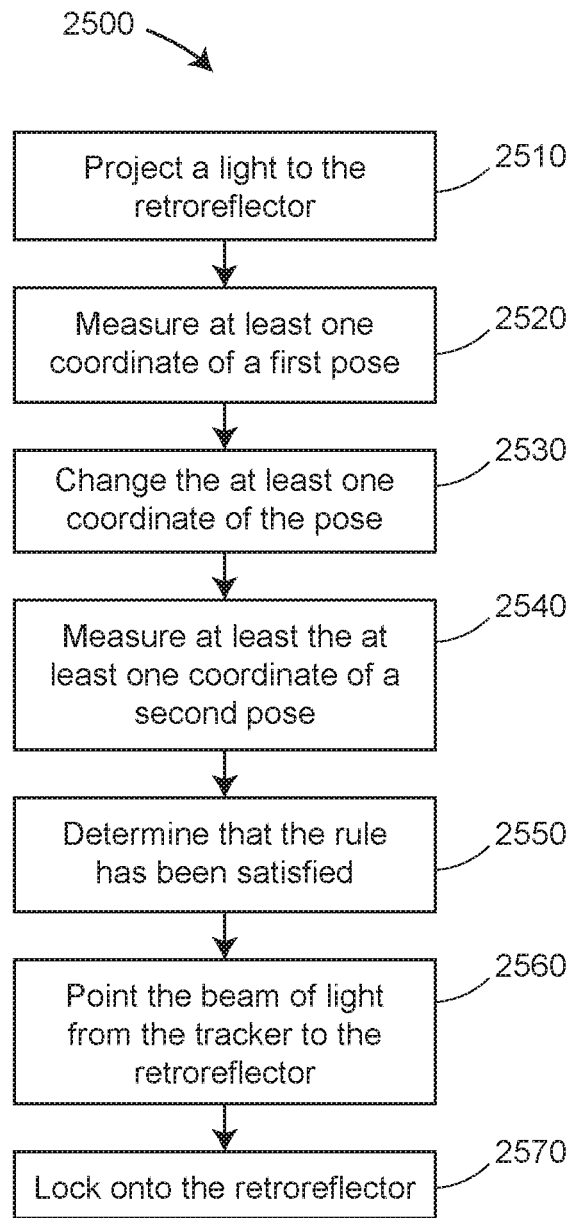 2500
Project a light to the
retroreflector
2510
Measure at least one
coordinate of a first pose
2520
Change the at least one
coordinate of the pose
2530
Measure at least the at
least one coordinate of a
second pose
2540
Determine that the rule
has been satisfied
2550
Point the beam of light
from the tracker to the
retroreflector
2560
Lock onto the retroreflector
2570